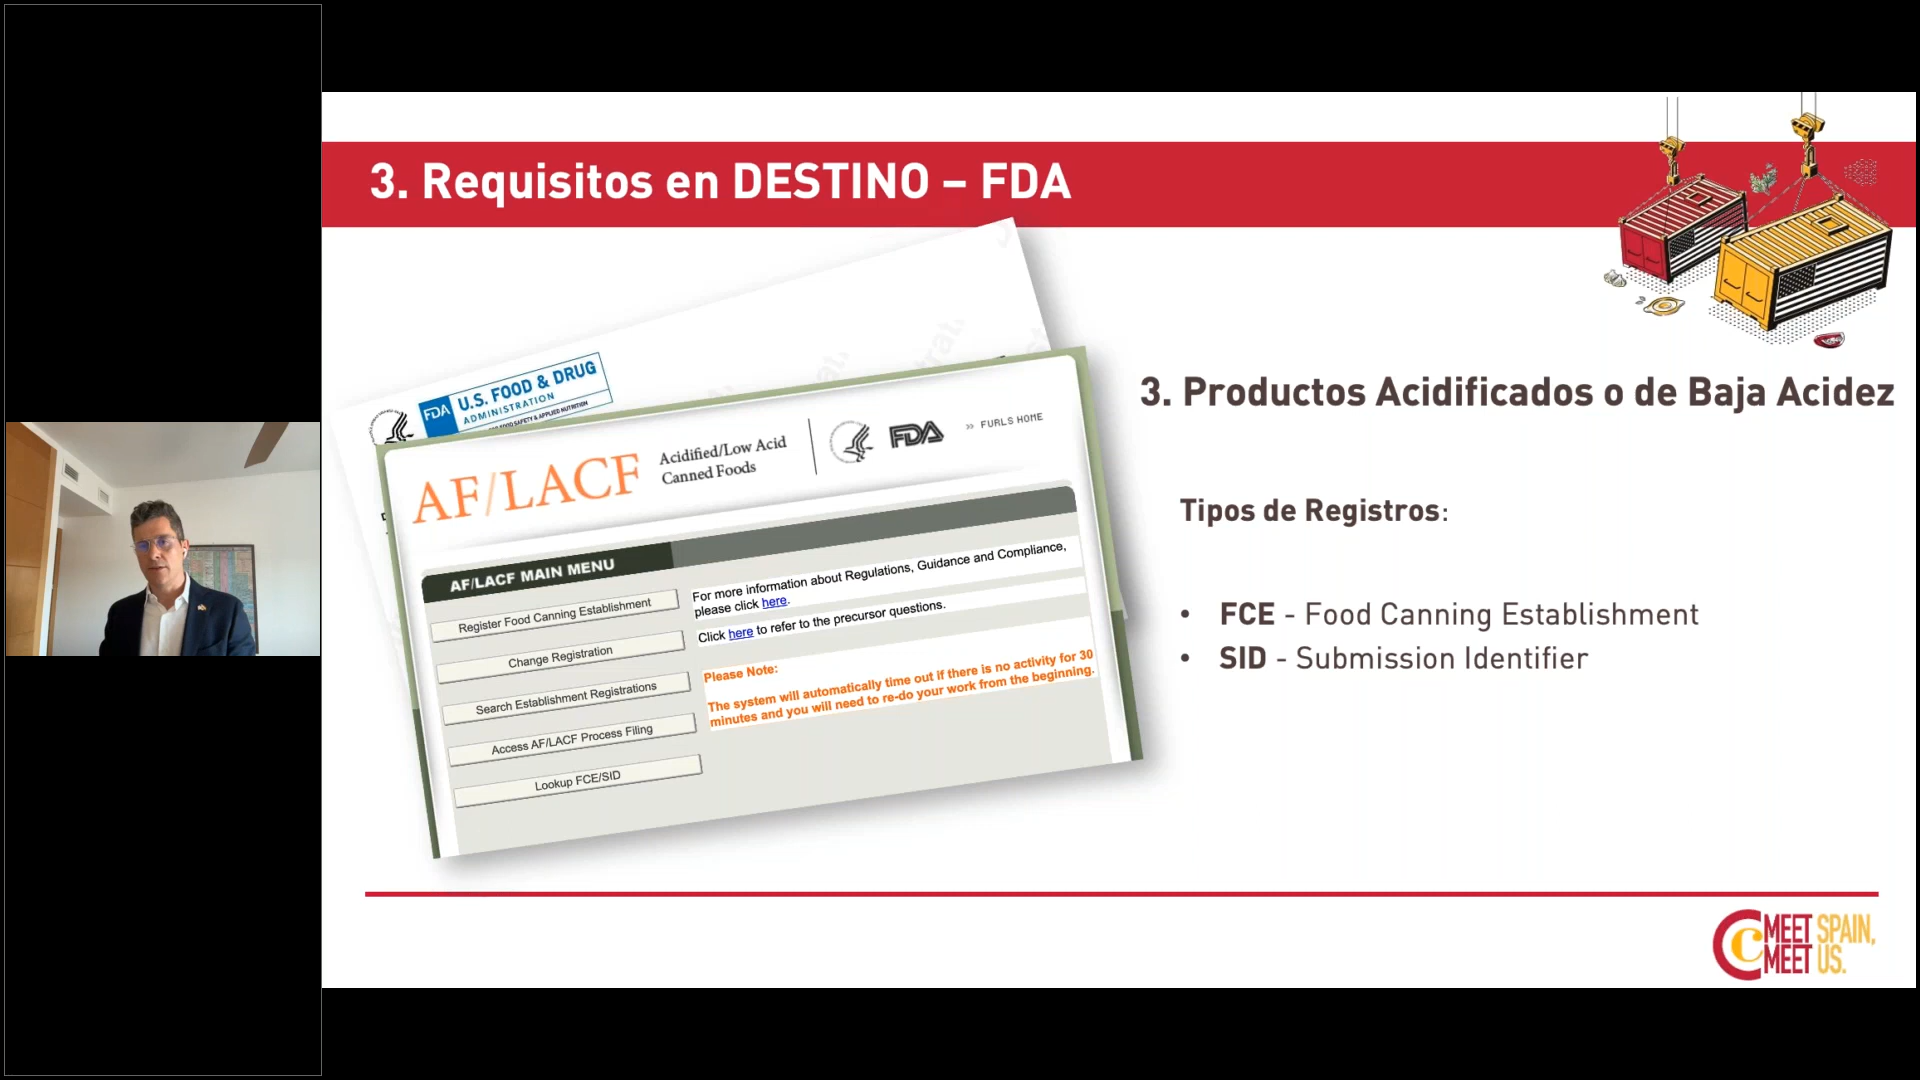 3. Requisitos en DESTINO – FDA
FDA U.S. FOOD & DRUG
ADMINISTRATION
AF/LACF
Acidified/Low Acid
Canned Foods
FDA
>> FURLS HOME
AF/LACF MAIN MENU
Register Food Canning Establishment
Change Registration
Search Establishment Registrations
Access AF/LACF Process Filing
Lookup FCE/SID
For more information about Regulations, Guidance and Compliance,
please click here.
Click here to refer to the precursor questions.
Please Note:
The system will automatically time out if there is no activity for 30
minutes and you will need to re-do your work from the beginning.
3. Productos Acidificados o de Baja Acidez
Tipos de Registros:
• FCE - Food Canning Establishment
• SID - Submission Identifier
MEET SPAIN,
MEET US.